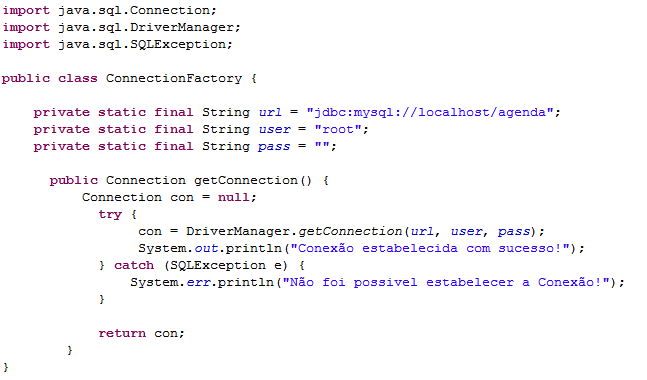 import java.sql.Connection;
import java.sql.DriverManager;
import java.sql.SQLException;
public class ConnectionFactory {
private static final String url = "jdbc:mysql://localhost/agenda";
private static final String user = "root";
private static final String pass = "";
public Connection getConnection() {
Connection con = null;
try {
con = DriverManager.getConnection(url, user, pass);
System.out.println("Conexão estabelecida com sucesso!");
} catch (SQLException e) {
System.err.println("Não foi possivel estabelecer a Conexão!");
}
return con;
}
}